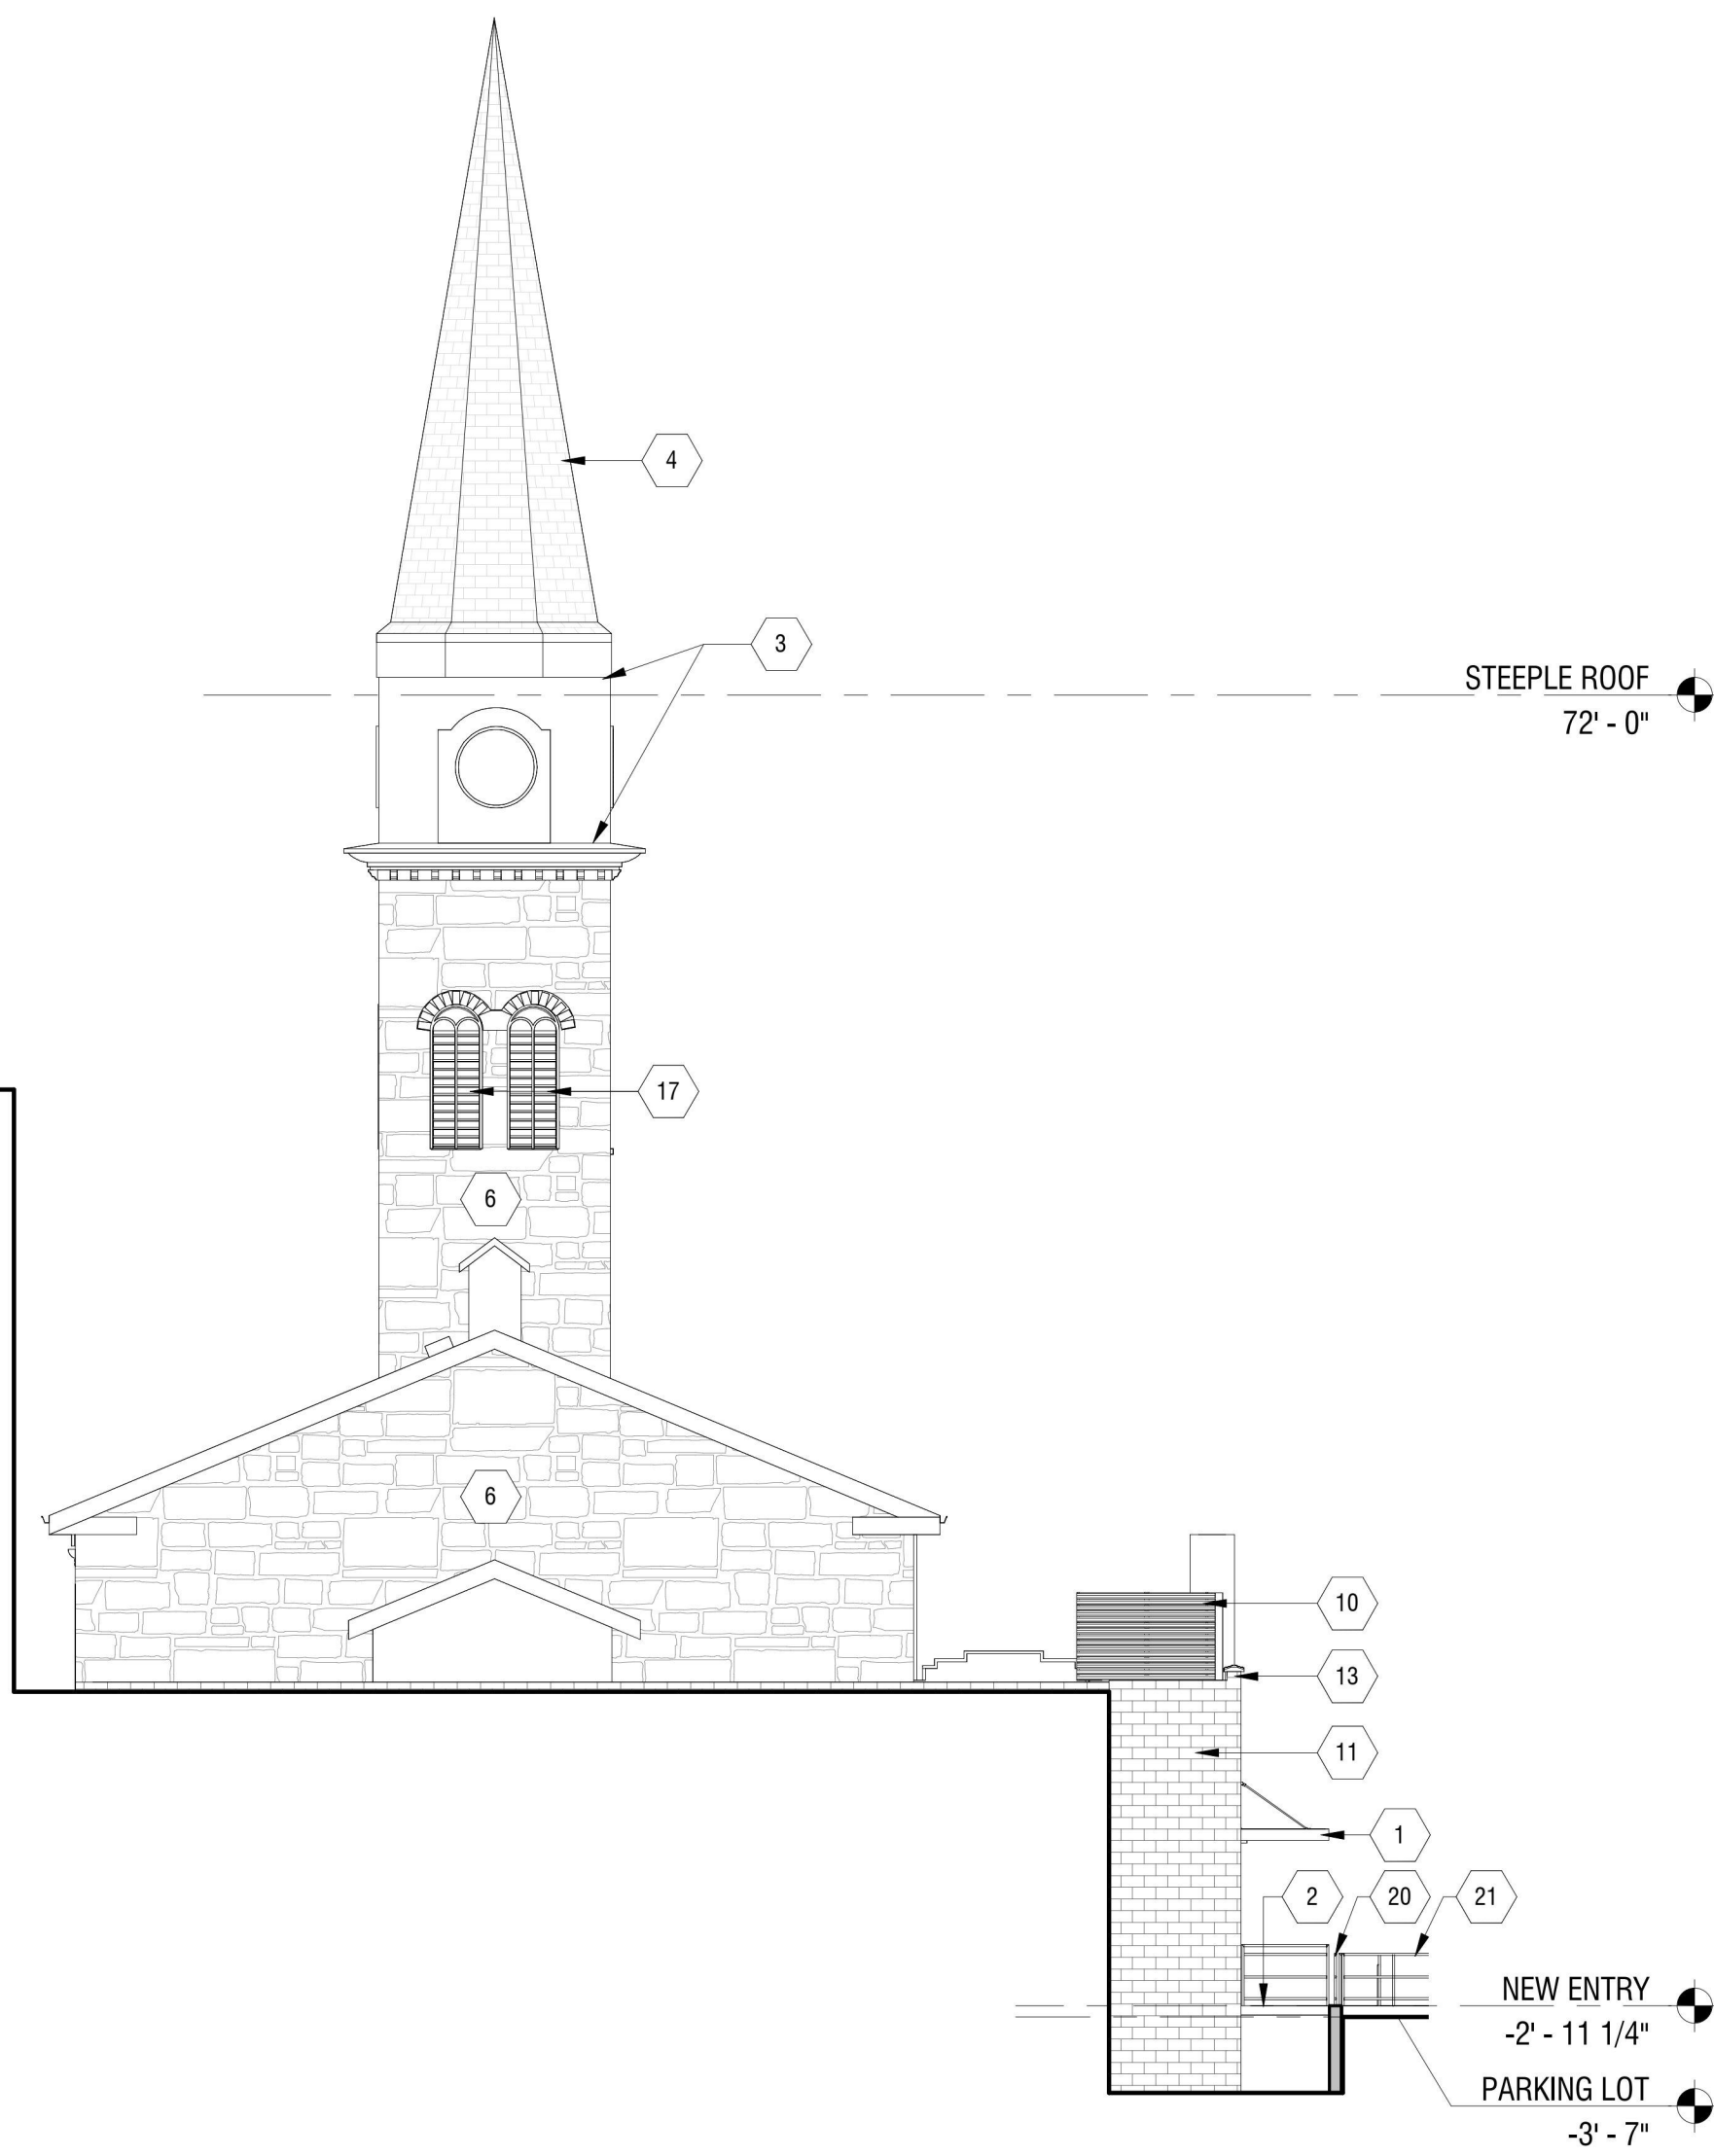 4
3
STEEPLE ROOF
72' - 0"
17
6
6
10
13
11
1
2
20
21
NEW ENTRY
-2' - 11 1/4"
PARKING LOT
-3' - 7"